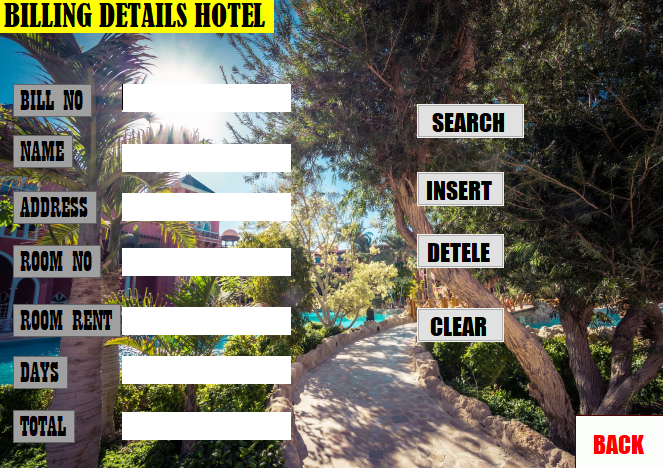 BILLING DETAILS HOTEL
BILL NO
NAME
ADDRESS
ROOM NO
ROOM RENT
DAYS
TOTAL
SEARCH
INSERT
DETELE
CLEAR
BACK